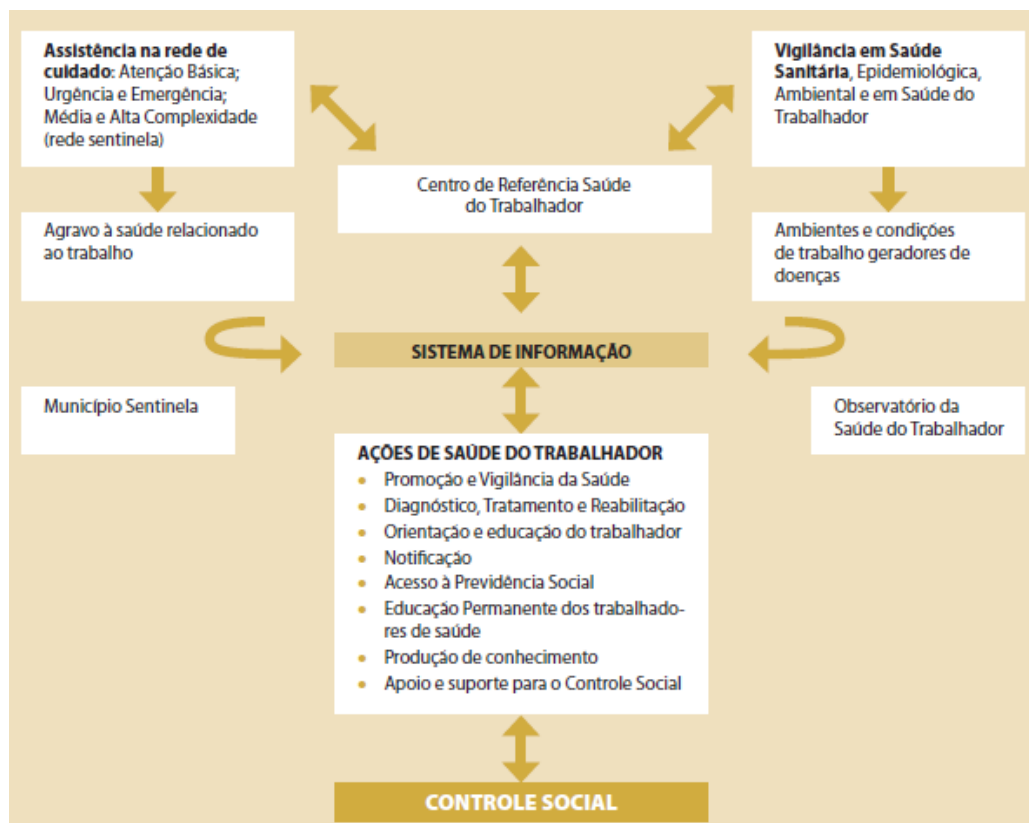 Assistência na rede de
cuidado: Atenção Básica;
Urgência e Emergência;
Média e Alta Complexidade
(rede sentinela)
Vigilância em Saúde
Sanitária, Epidemiológica,
Ambiental e em Saúde do
Trabalhador
Centro de Referência Saúde
do Trabalhador
Agravo à saúde relacionado
ao trabalho
Ambientes e condições
de trabalho geradores de
doenças
SISTEMA DE INFORMAÇÃO
Município Sentinela
Observatório da
Saúde do Trabalhador
AÇÕES DE SAÚDE DO TRABALHADOR
• Promoção e Vigilância da Saúde
• Diagnóstico, Tratamento e Reabilitação
• Orientação e educação do trabalhador
• Notificação
• Acesso à Previdência Social
• Educação Permanente dos trabalhado-
res de saúde
• Produção de conhecimento
• Apoio e suporte para o Controle Social
CONTROLE SOCIAL